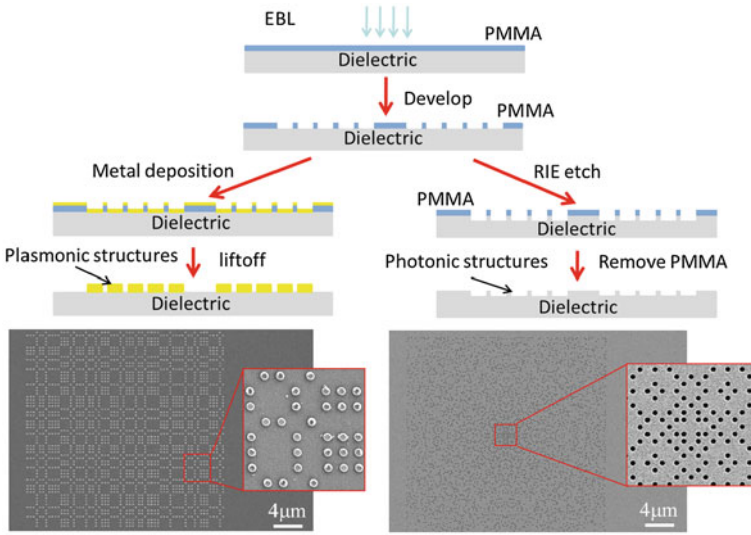 EBL
PMMA
Dielectric
Develop
PMMA
Dielectric
Metal deposition
RIE etch
Dielectric
PMMA
Dielectric
Plasmonic structures
liftoff
Photonic structures
Remove PMMA
Dielectric
Dielectric
4μm
4μm